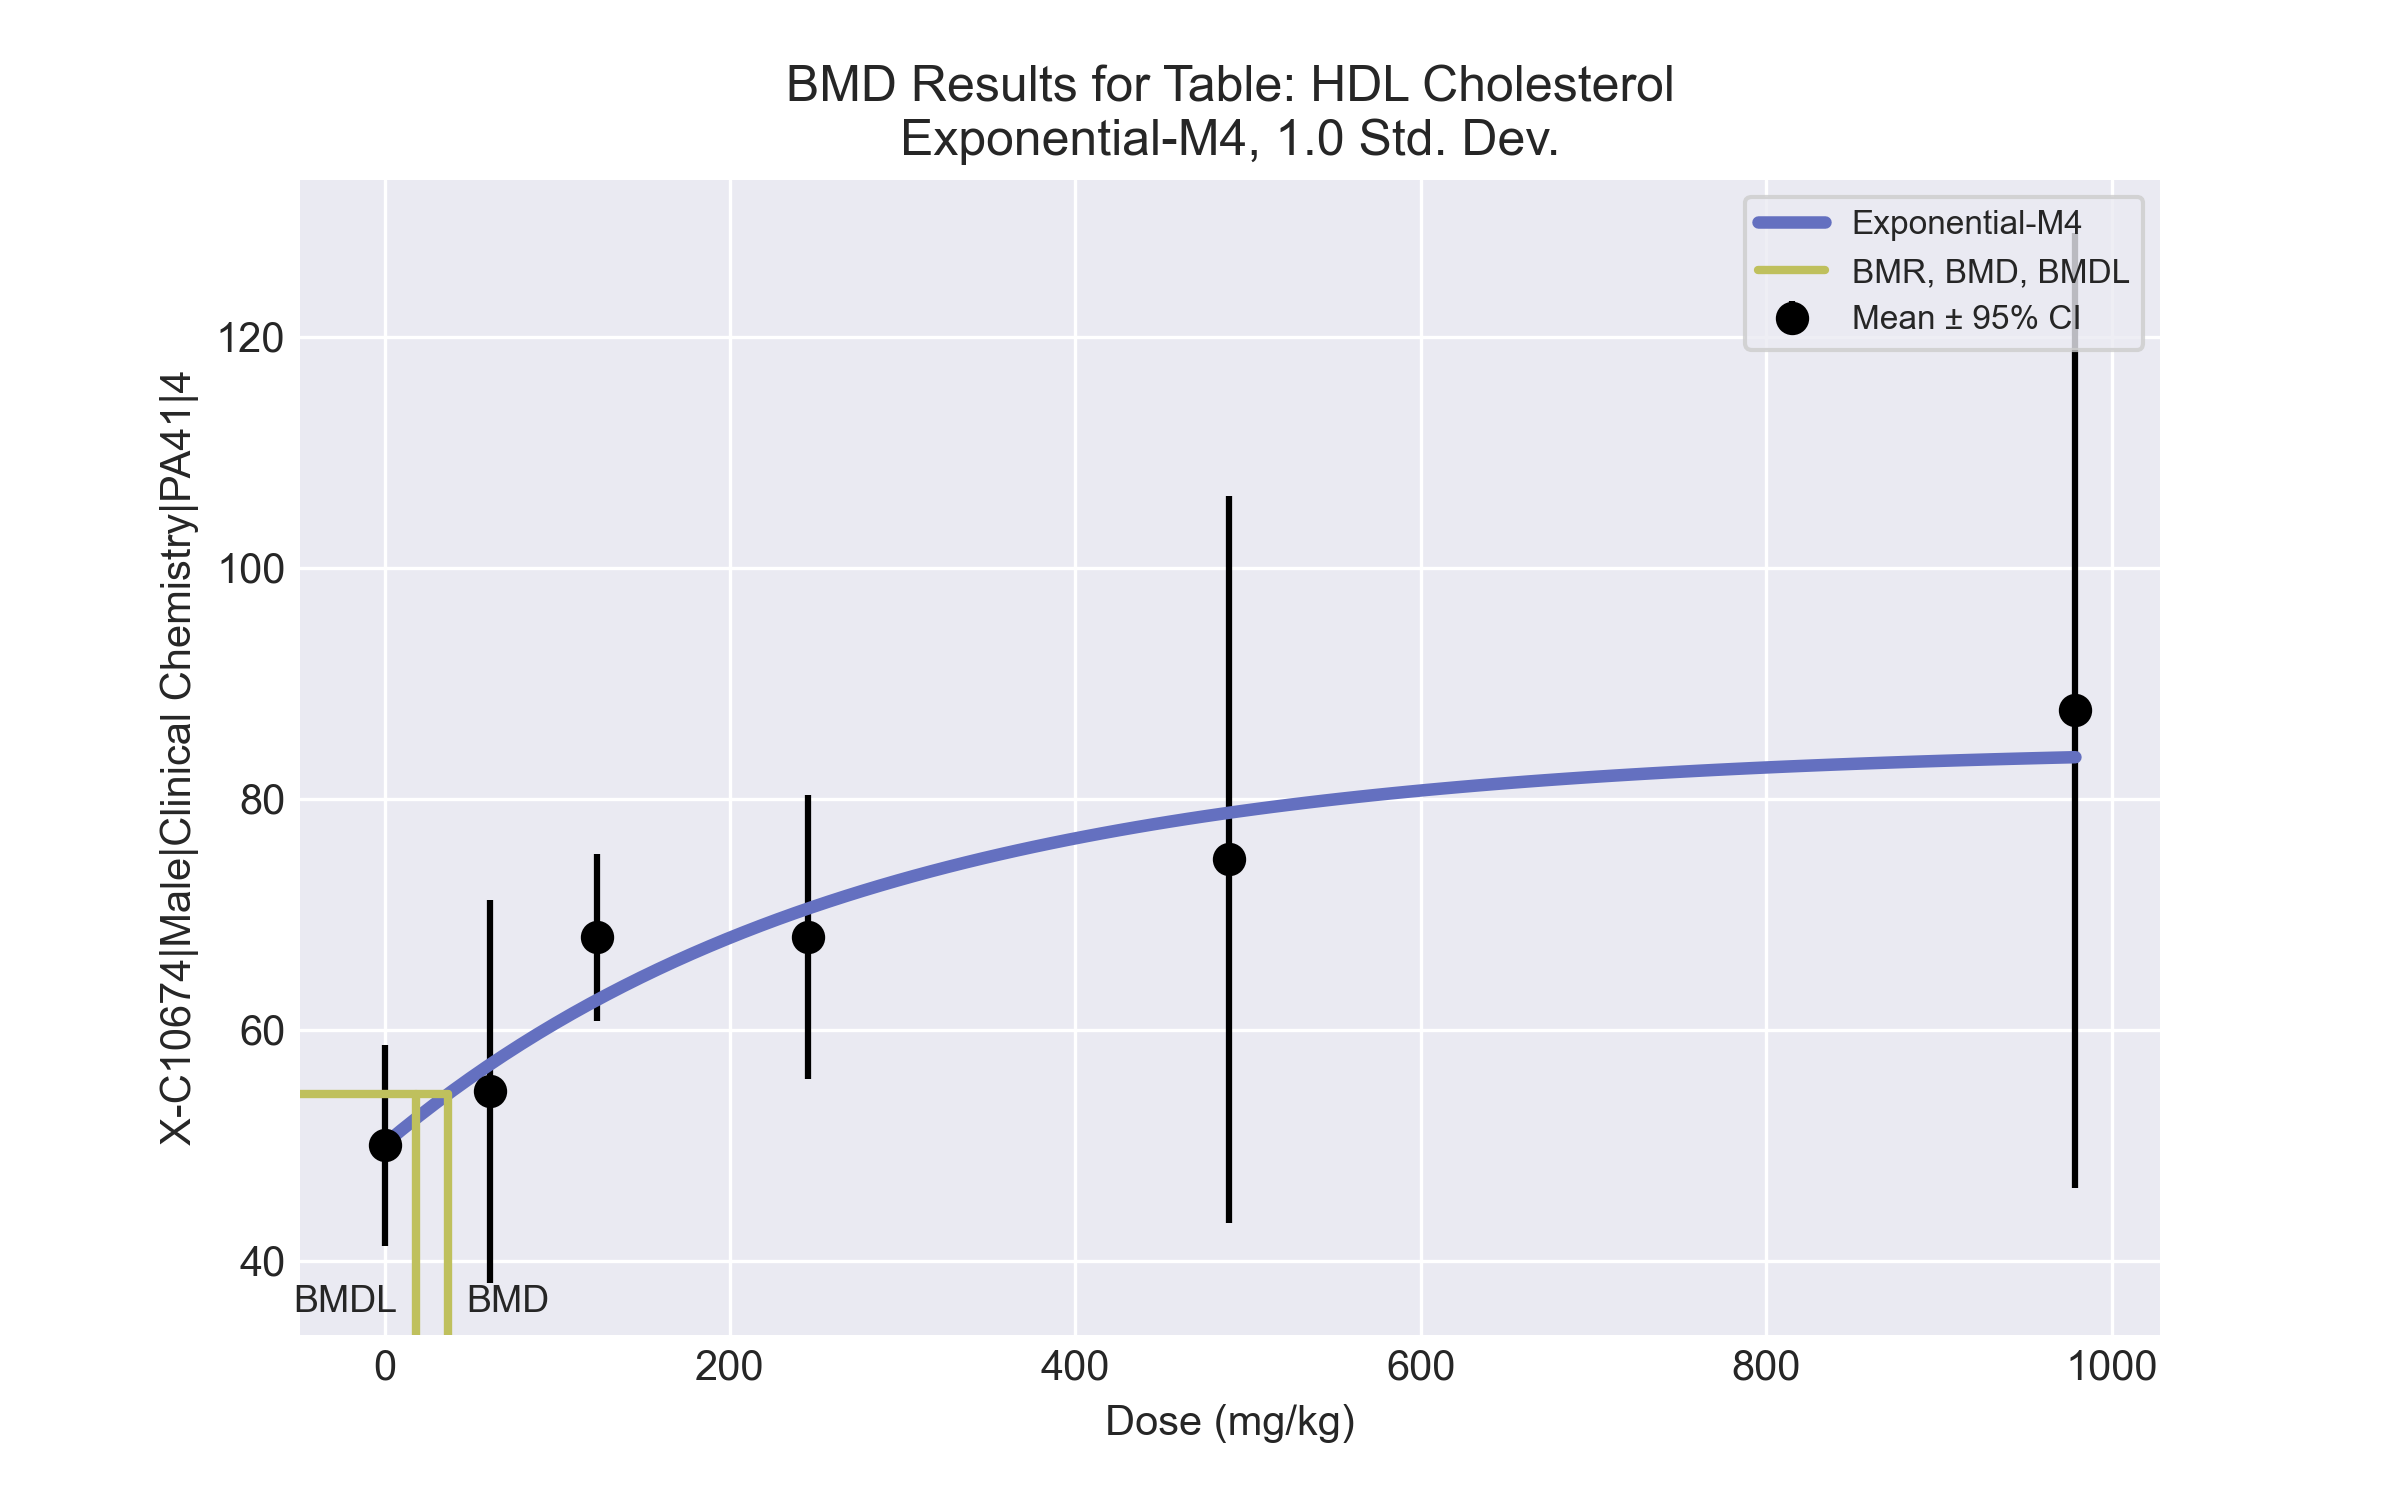 BMD Results for Table: HDL Cholesterol
Exponential-M4, 1.0 Std. Dev.
Exponential-M4
BMR, BMD, BMDL
Mean ± 95% CI
X-C10674|Male|Clinical Chemistry|PA41|4
120
100
80
60
40
BMDL
BMD
0
200
400
600
800
1000
Dose (mg/kg)